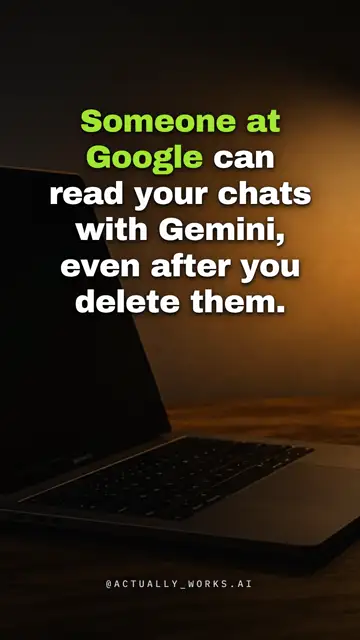 Someone at
Google can
read your chats
with Gemini,
even after you
delete them.
@ACTUALLY_WORKS.AI